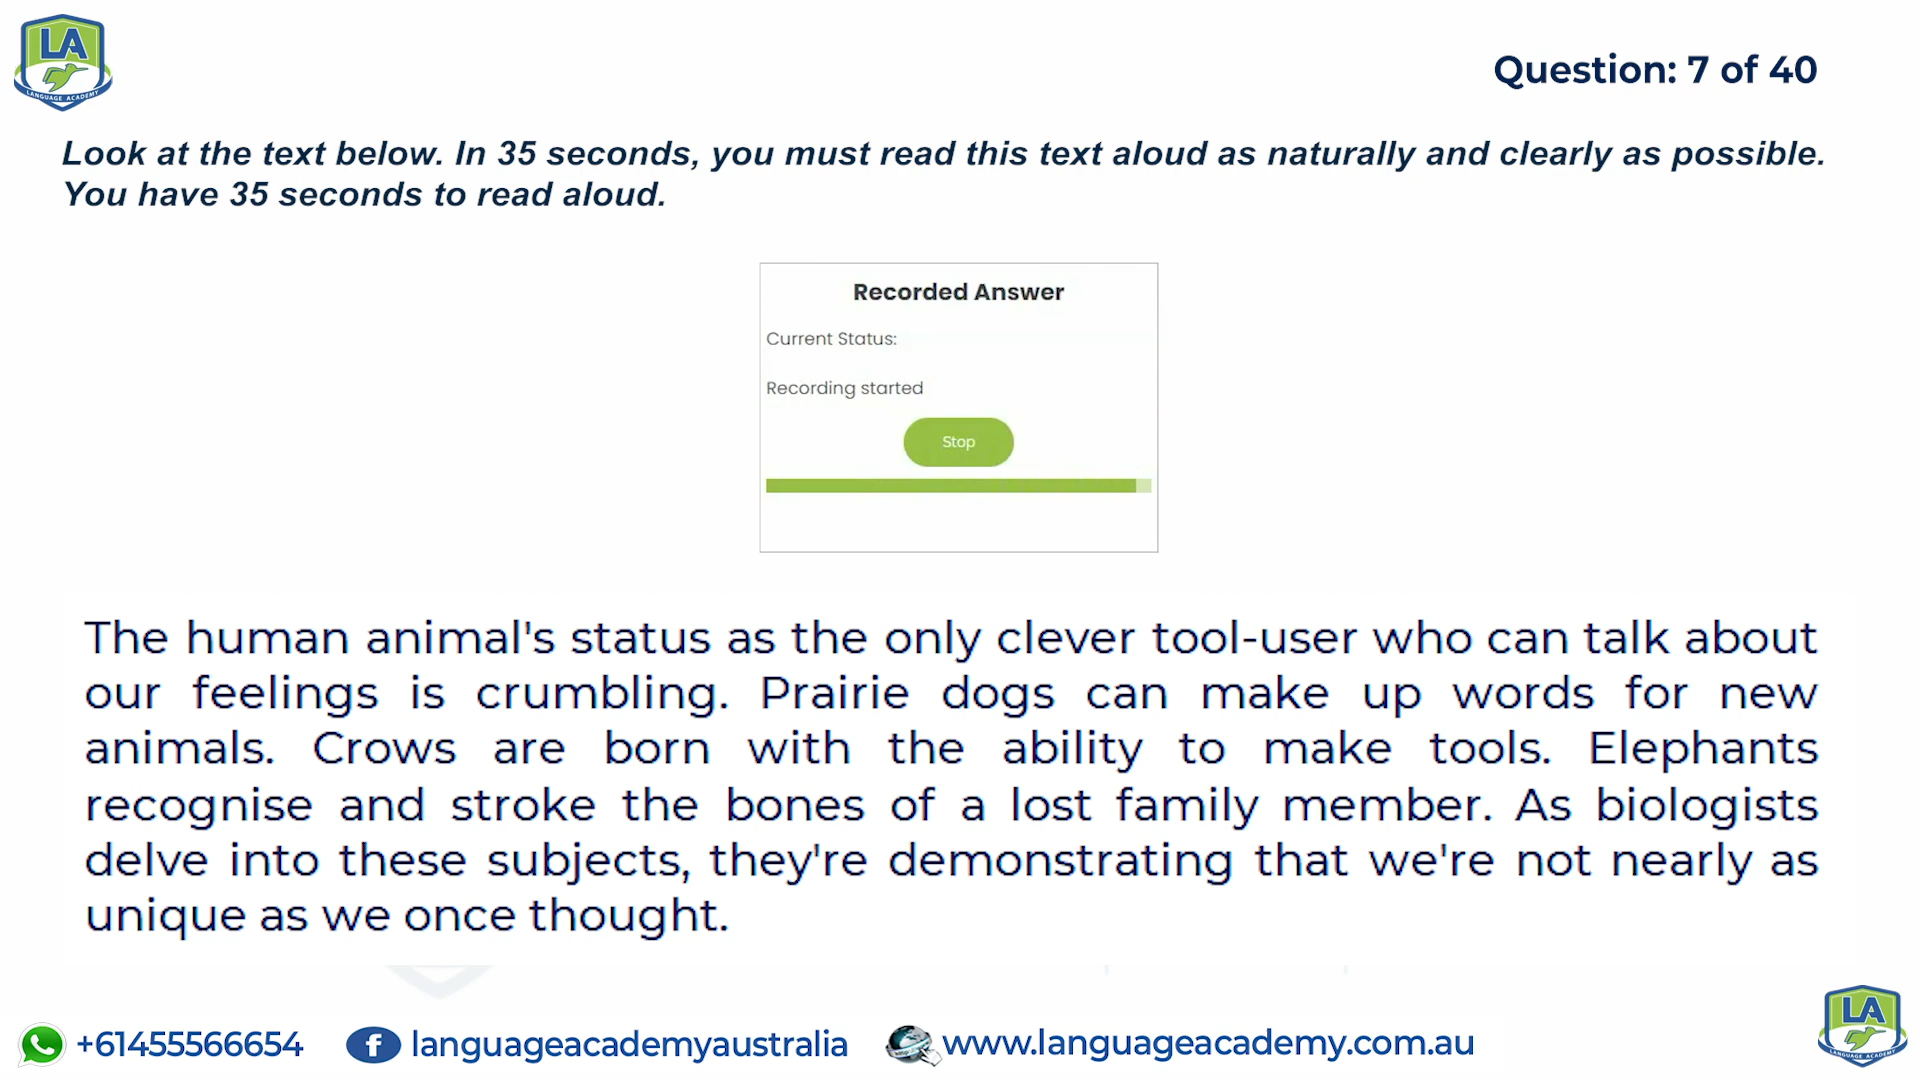 LA
LANGUAGE ACADEMY
Question: 7 of 40
Look at the text below. In 35 seconds, you must read this text aloud as naturally and clearly as possible.
You have 35 seconds to read aloud.
Recorded Answer
Current Status:
Recording started
Stop
The human animal's status as the only clever tool-user who can talk about
our feelings is crumbling. Prairie dogs can make up words for new
animals. Crows are born with the ability to make tools. Elephants
recognise and stroke the bones of a lost family member. As biologists
delve into these subjects, they're demonstrating that we're not nearly as
unique as we once thought.
+61455566654 languageacademyaustralia www.languageacademy.com.au
LA
LANGUAGE ACADEMY